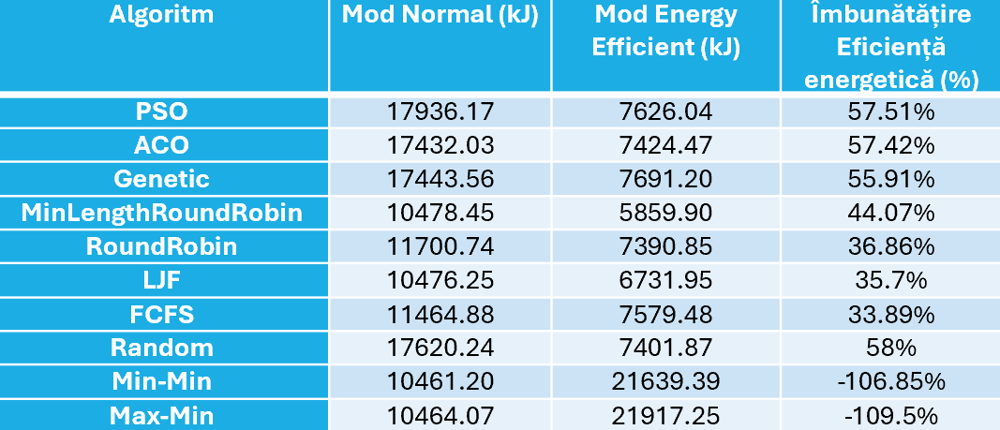 Algoritm Mod Normal (kJ) Mod Energy Efficient (kJ) Îmbunătățire Eficiență energetică (%)
PSO 17936.17 7626.04 57.51%
ACO 17432.03 7424.47 57.42%
Genetic 17443.56 7691.20 55.91%
MinLengthRoundRobin 10478.45 5859.90 44.07%
RoundRobin 11700.74 7390.85 36.86%
LJF 10476.25 6731.95 35.7%
FCFS 11464.88 7579.48 33.89%
Random 17620.24 7401.87 58%
Min-Min 10461.20 21639.39 -106.85%
Max-Min 10464.07 21917.25 -109.5%